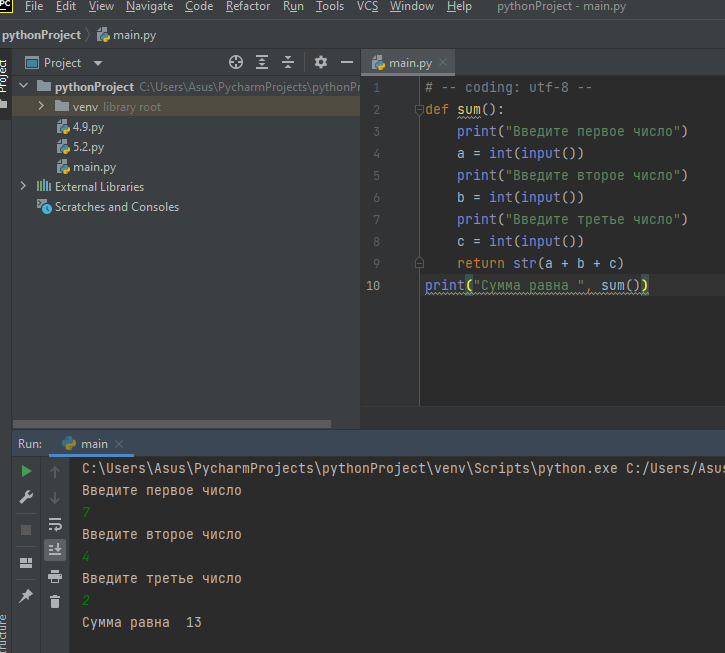 PC File Edit View Navigate Code Refactor Run Tools VCS Window Help pythonProject - main.py
pythonProject main.py
Project
Project
pythonProject C:\Users\Asus\PycharmProjects\pythonPr
venv library root
4.9.py
5.2.py
main.py
External Libraries
Scratches and Consoles
main.py
1 # -- coding: utf-8 --
2 def sum():
3 print("Введите первое число")
4 a = int(input())
5 print("Введите второе число")
6 b = int(input())
7 print("Введите третье число")
8 c = int(input())
9 return str(a + b + c)
10 print("Сумма равна ", sum())
Run: main
C:\Users\Asus\PycharmProjects\pythonProject\venv\Scripts\python.exe C:/Users/Asus
Введите первое число
7
Введите второе число
4
Введите третье число
2
Сумма равна  13
ructure